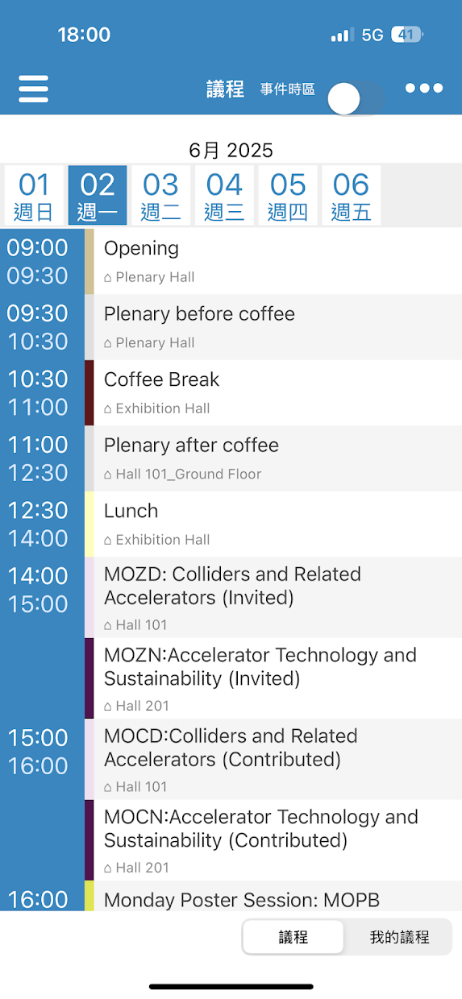 18:00
5G
41
議程 事件時區
6月 2025
01 02 03 04 05 06
週日 週一 週二 週三 週四 週五
09:00 Opening
09:30 Plenary Hall
09:30 Plenary before coffee
10:30 Plenary Hall
10:30 Coffee Break
11:00 Exhibition Hall
11:00 Plenary after coffee
12:30 Hall 101_Ground Floor
12:30 Lunch
14:00 Exhibition Hall
14:00 MOZD: Colliders and Related
15:00 Accelerators (Invited)
Hall 101
MOZN:Accelerator Technology and
Sustainability (Invited)
Hall 201
15:00 MOCD:Colliders and Related
16:00 Accelerators (Contributed)
Hall 101
MOCN:Accelerator Technology and
Sustainability (Contributed)
Hall 201
16:00 Monday Poster Session: MOPB
議程 我的議程